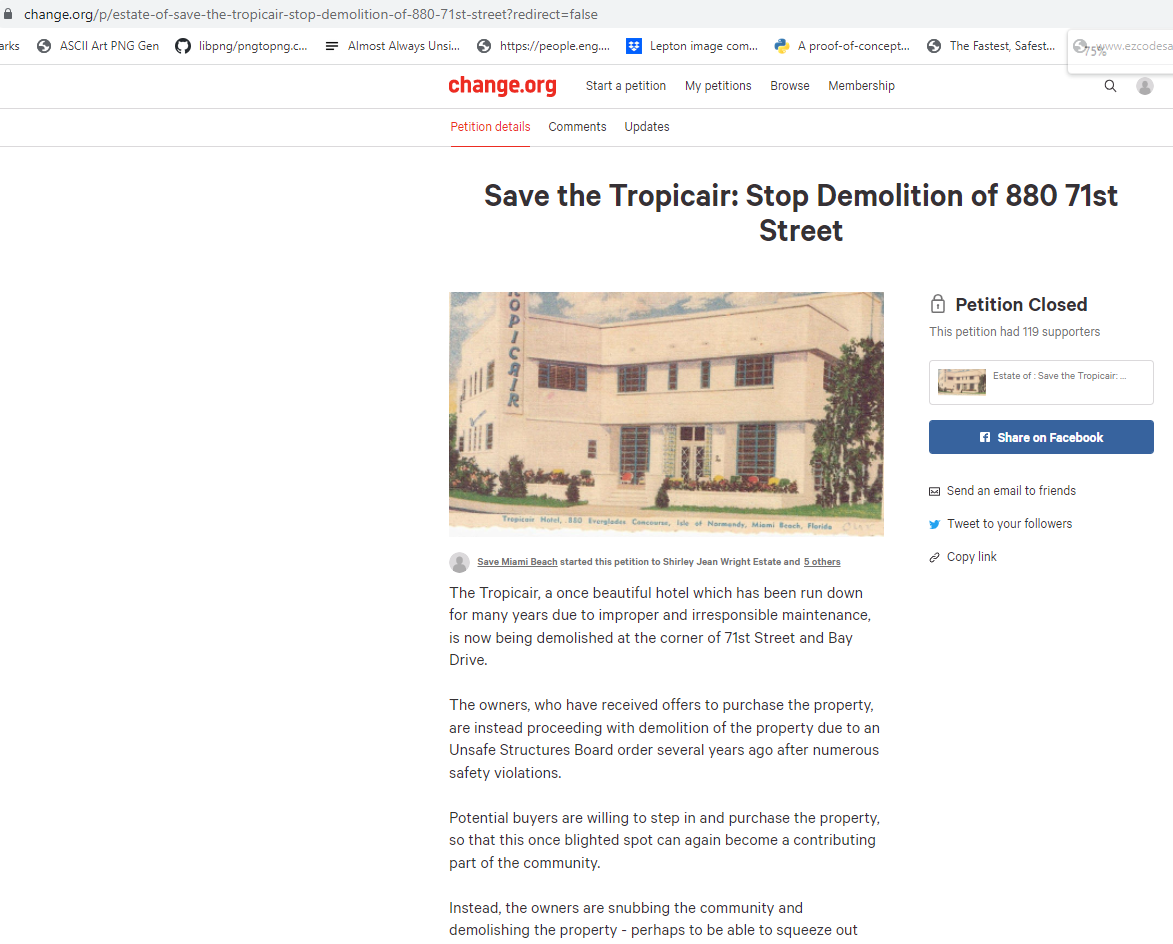 change.org/p/estate-of-save-the-tropicair-stop-demolition-of-880-71st-street?redirect=false
arks ASCII Art PNG Gen libpng/pngtopng.c... Almost Always Unsi... https://people.eng.... Lepton image com... A proof-of-concept... The Fastest, Safest... www.ezcodesa
75%
change.org Start a petition My petitions Browse Membership
Petition details Comments Updates
Save the Tropicair: Stop Demolition of 880 71st
Street
OPICAIR
Tropicair Hotel, 880 Everglades Concourse, Isle of Normandy, Miami Beach, Florida
Petition Closed
This petition had 119 supporters
Estate of : Save the Tropicair: ...
Share on Facebook
Send an email to friends
Tweet to your followers
Copy link
Save Miami Beach started this petition to Shirley Jean Wright Estate and 5 others
The Tropicair, a once beautiful hotel which has been run down
for many years due to improper and irresponsible maintenance,
is now being demolished at the corner of 71st Street and Bay
Drive.
The owners, who have received offers to purchase the property,
are instead proceeding with demolition of the property due to an
Unsafe Structures Board order several years ago after numerous
safety violations.
Potential buyers are willing to step in and purchase the property,
so that this once blighted spot can again become a contributing
part of the community.
Instead, the owners are snubbing the community and
demolishing the property - perhaps to be able to squeeze out